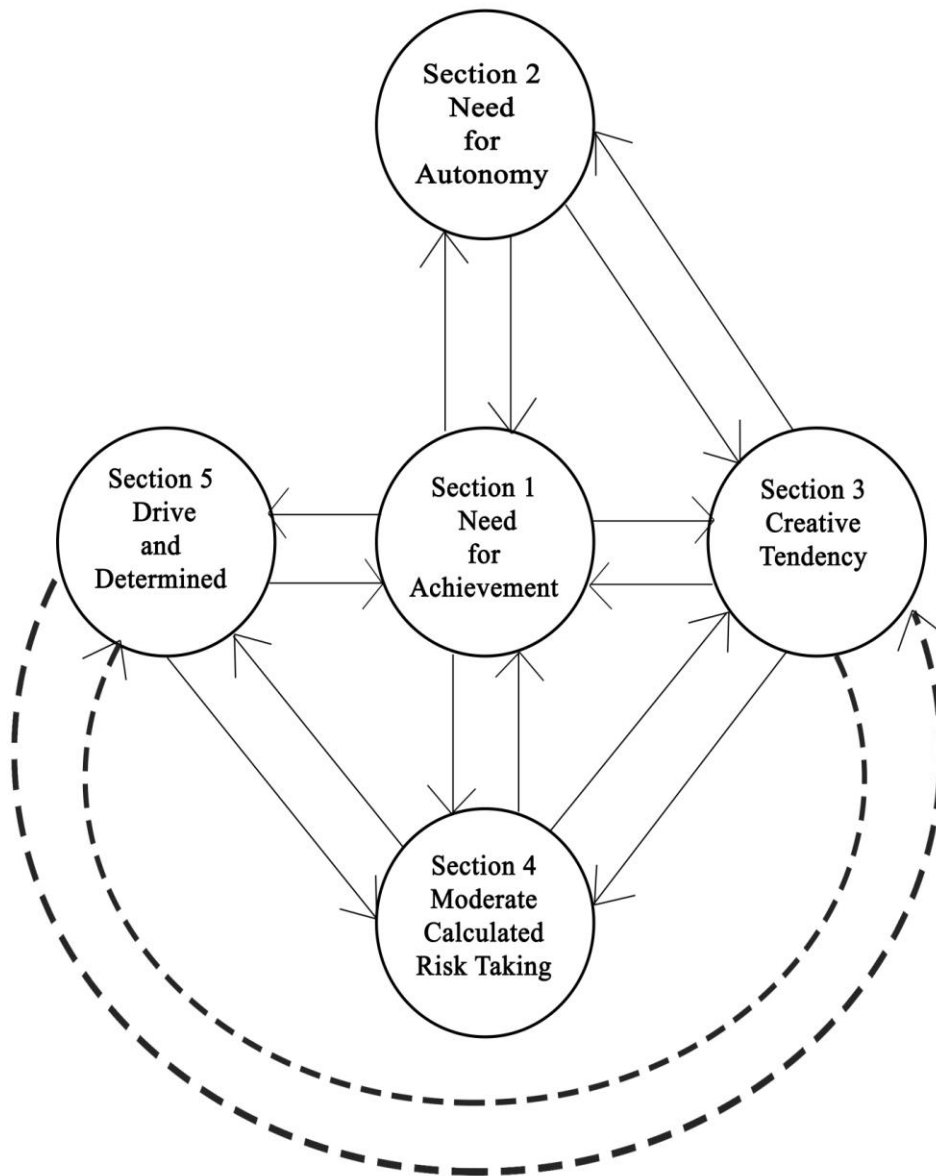 Section 2
Need
for
Autonomy
Section 5
Drive
and
Determined
Section 1
Need
for
Achievement
Section 3
Creative
Tendency
Section 4
Moderate
Calculated
Risk Taking